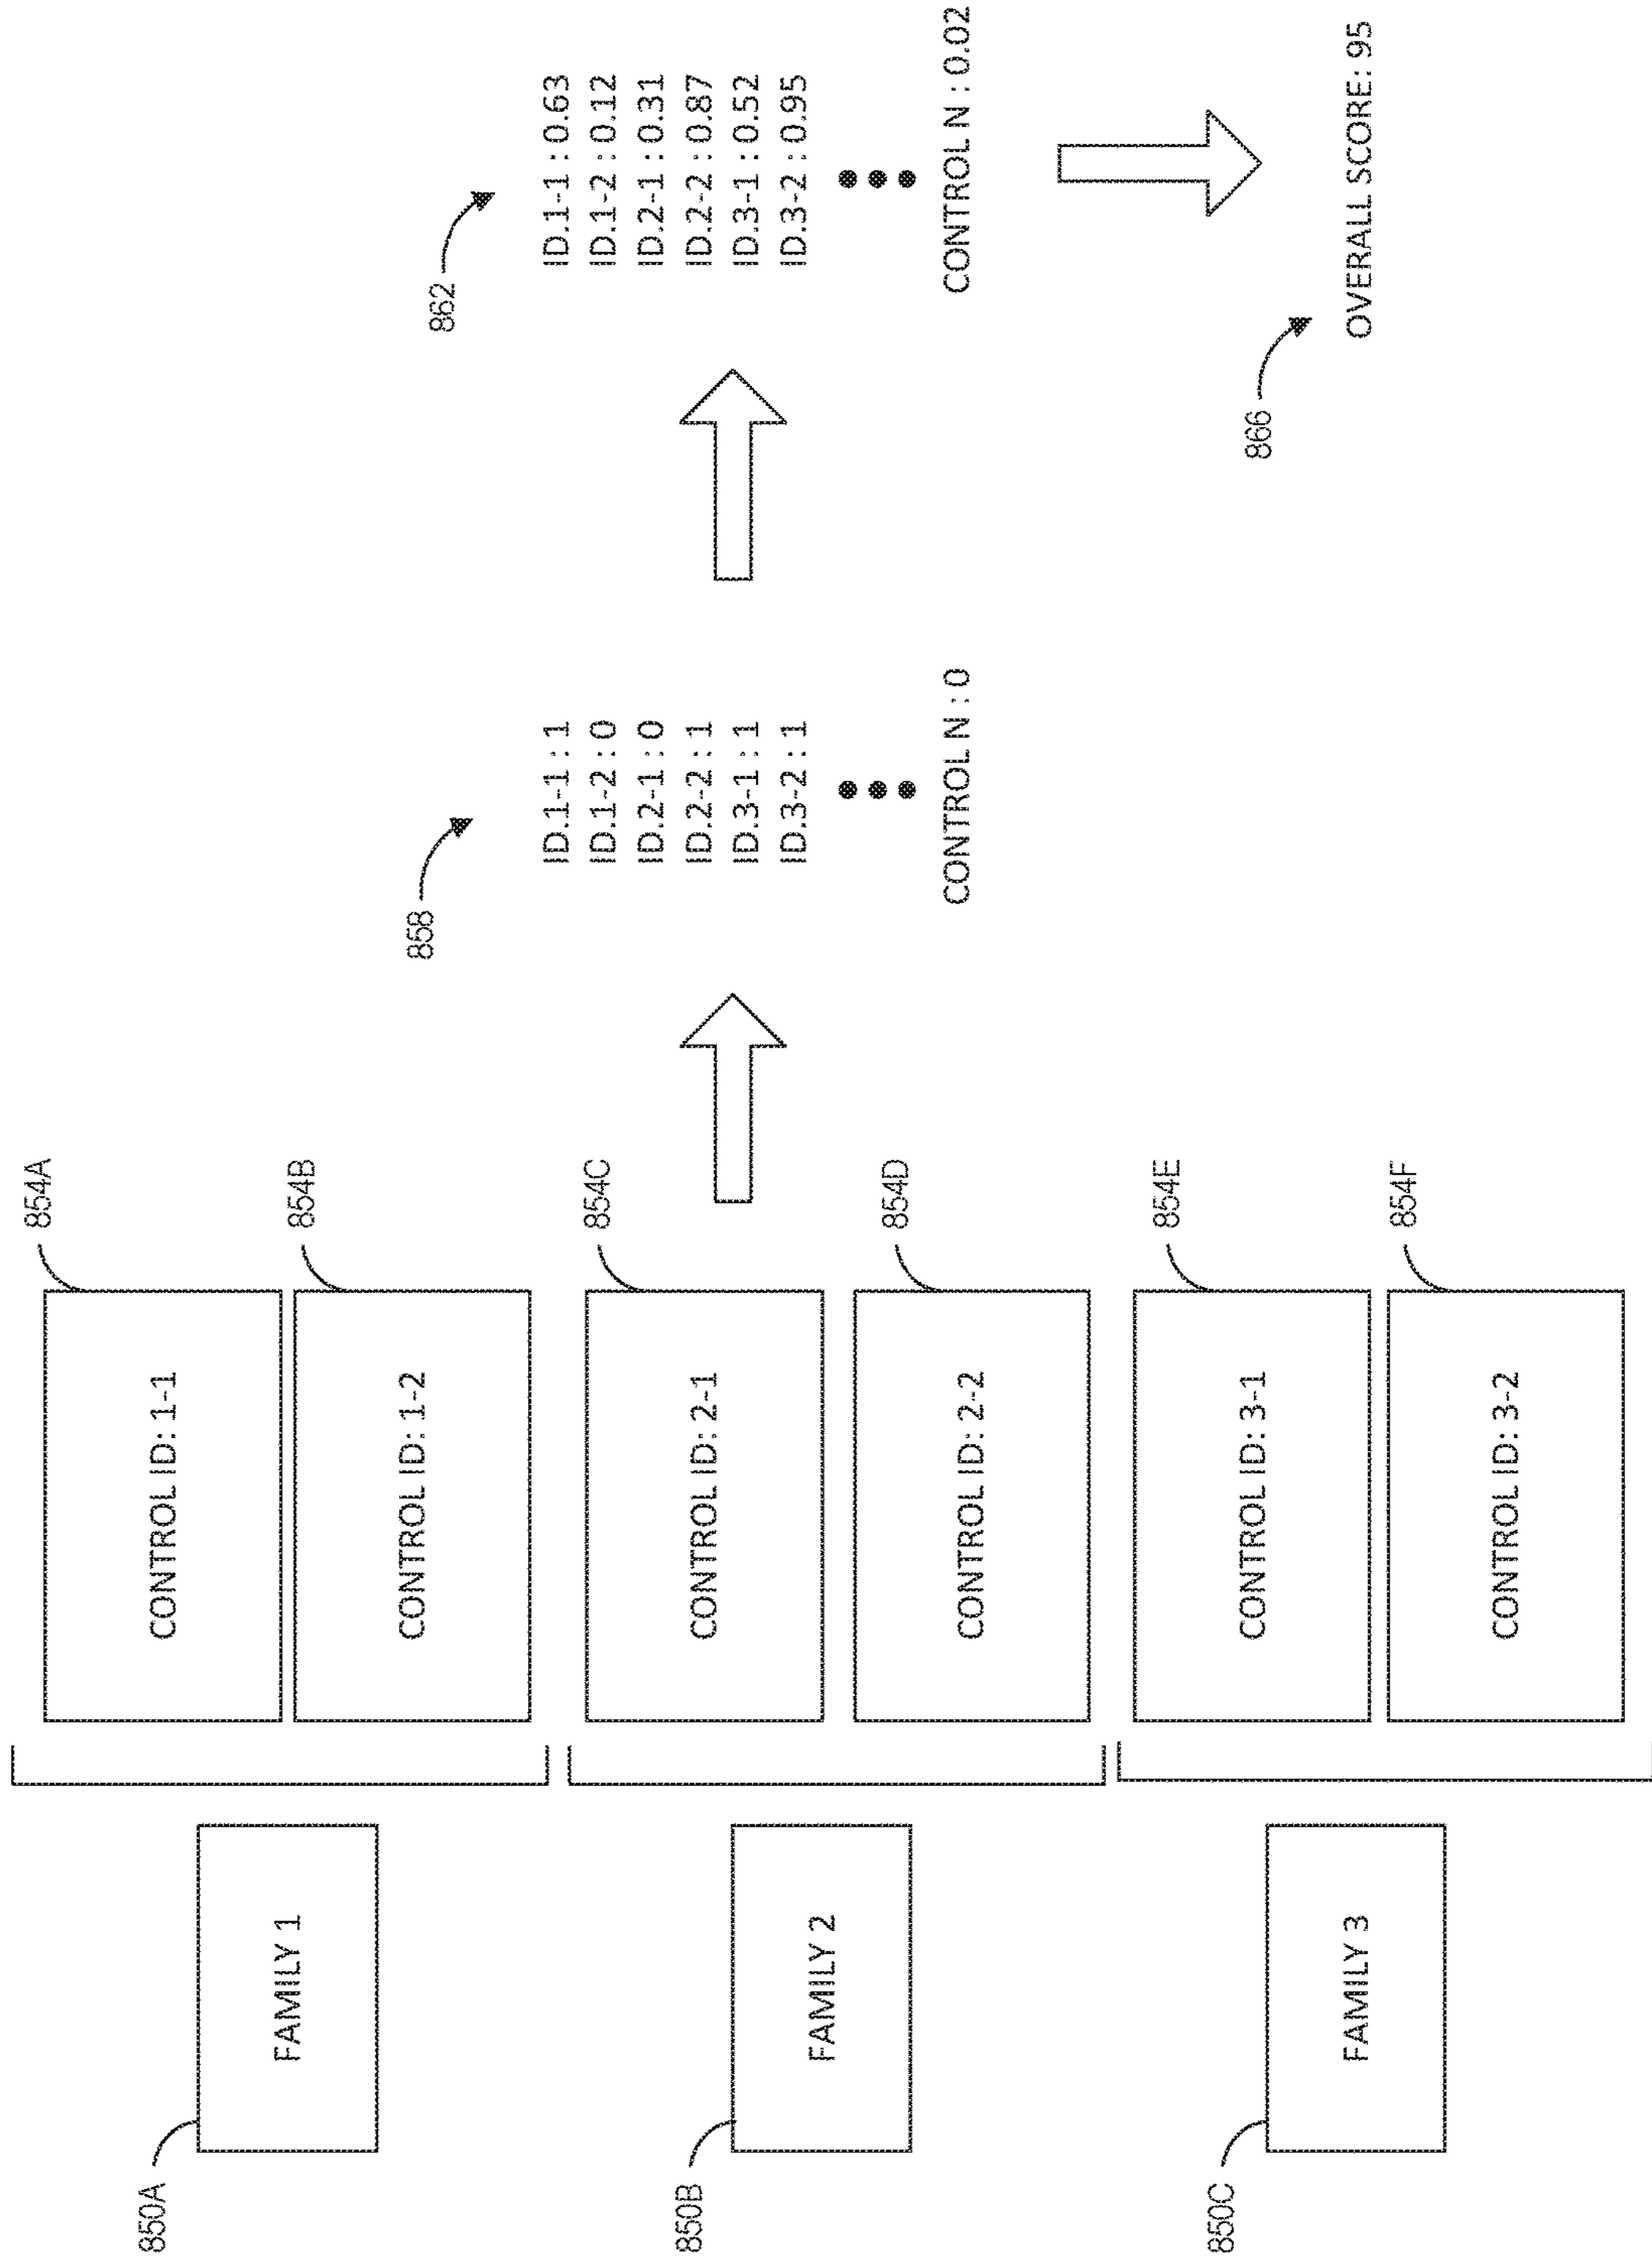 850A
FAMILY 1
850B
FAMILY 2
850C
FAMILY 3
854A
CONTROL ID: 1-1
854B
CONTROL ID: 1-2
854C
CONTROL ID: 2-1
854D
CONTROL ID: 2-2
854E
CONTROL ID: 3-1
854F
CONTROL ID: 3-2
858
ID.1-1 : 1
ID.1-2 : 0
ID.2-1 : 0
ID.2-2 : 1
ID.3-1 : 1
ID.3-2 : 1
CONTROL N : 0
862
ID.1-1 : 0.63
ID.1-2 : 0.12
ID.2-1 : 0.31
ID.2-2 : 0.87
ID.3-1 : 0.52
ID.3-2 : 0.95
CONTROL N : 0.02
866
OVERALL SCORE: 95